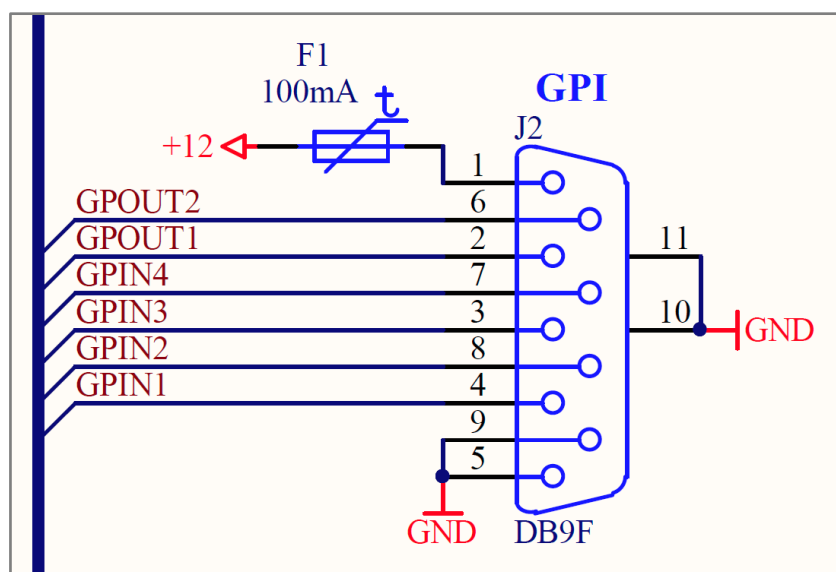 F1
100mA
GPI
J2
+12
1
GPOUT2
6
GPOUT1
2
11
GPIN4
7
GPIN3
3
10
GND
GPIN2
8
GPIN1
4
9
5
GND
DB9F